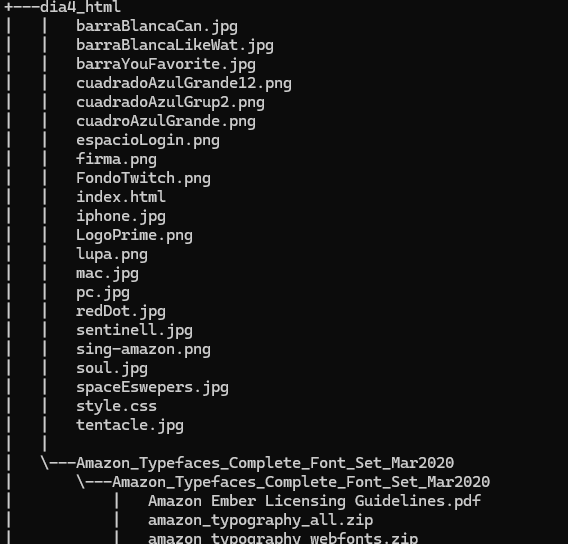 +---dia4_html
|   |   barraBlancaCan.jpg
|   |   barraBlancaLikeWat.jpg
|   |   barraYouFavorite.jpg
|   |   cuadradoAzulGrande12.png
|   |   cuadradoAzulGrup2.png
|   |   cuadroAzulGrande.png
|   |   espacioLogin.png
|   |   firma.png
|   |   FondoTwitch.png
|   |   index.html
|   |   iphone.jpg
|   |   LogoPrime.png
|   |   lupa.png
|   |   mac.jpg
|   |   pc.jpg
|   |   redDot.jpg
|   |   sentinell.jpg
|   |   sing-amazon.png
|   |   soul.jpg
|   |   spaceEswepers.jpg
|   |   style.css
|   |   tentacle.jpg
|   |
|   \---Amazon_Typefaces_Complete_Font_Set_Mar2020
|       \---Amazon_Typefaces_Complete_Font_Set_Mar2020
|           |   Amazon Ember Licensing Guidelines.pdf
|           |   amazon_typography_all.zip
|           |   amazon_typography_webfonts.zip